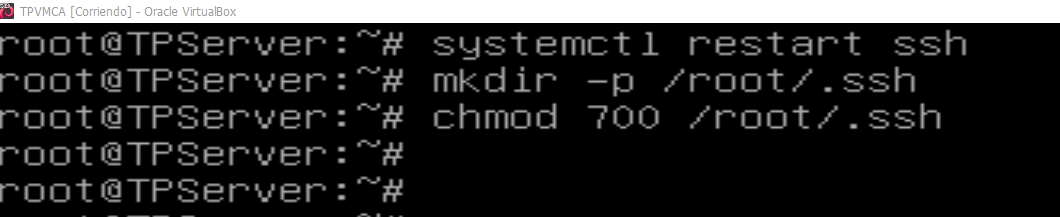 TPVMCA [Corriendo] - Oracle VirtualBox
root@TPServer:~# systemctl restart ssh
root@TPServer:~# mkdir -p /root/.ssh
root@TPServer:~# chmod 700 /root/.ssh
root@TPServer:~#
root@TPServer:~#